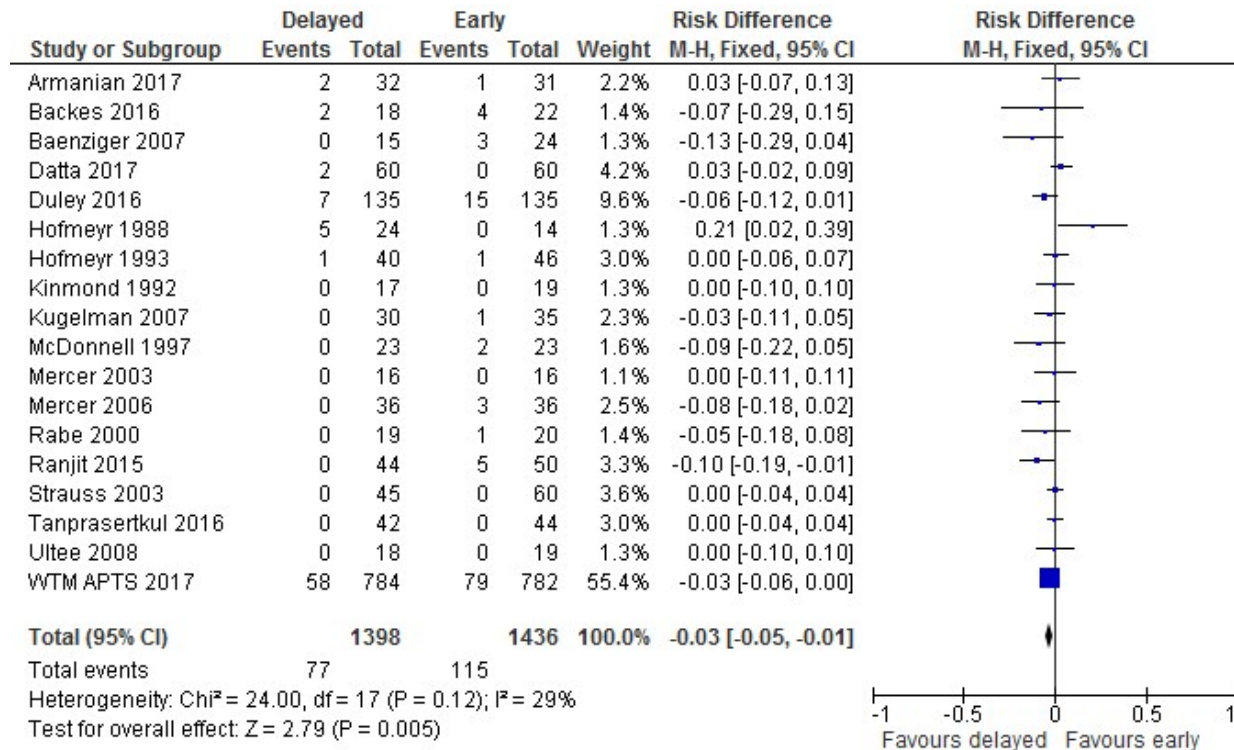 Delayed Early Risk Difference Risk Difference
Study or Subgroup Events Total Events Total Weight M-H, Fixed, 95% CI M-H, Fixed, 95% CI
Armanian 2017 2 32 1 31 2.2% 0.03 [-0.07, 0.13]
Backes 2016 2 18 4 22 1.4% -0.07 [-0.29, 0.15]
Baenziger 2007 0 15 3 24 1.3% -0.13 [-0.29, 0.04]
Datta 2017 2 60 0 60 4.2% 0.03 [-0.02, 0.09]
Duley 2016 7 135 15 135 9.6% -0.06 [-0.12, 0.01]
Hofmeyr 1988 5 24 0 14 1.3% 0.21 [0.02, 0.39]
Hofmeyr 1993 1 40 1 46 3.0% 0.00 [-0.06, 0.07]
Kinmond 1992 0 17 0 19 1.3% 0.00 [-0.10, 0.10]
Kugelman 2007 0 30 1 35 2.3% -0.03 [-0.11, 0.05]
McDonnell 1997 0 23 2 23 1.6% -0.09 [-0.22, 0.05]
Mercer 2003 0 16 0 16 1.1% 0.00 [-0.11, 0.11]
Mercer 2006 0 36 3 36 2.5% -0.08 [-0.18, 0.02]
Rabe 2000 0 19 1 20 1.4% -0.05 [-0.18, 0.08]
Ranjit 2015 0 44 5 50 3.3% -0.10 [-0.19, -0.01]
Strauss 2003 0 45 0 60 3.6% 0.00 [-0.04, 0.04]
Tanprasertkul 2016 0 42 0 44 3.0% 0.00 [-0.04, 0.04]
Ultee 2008 0 18 0 19 1.3% 0.00 [-0.10, 0.10]
WTM APTS 2017 58 784 79 782 55.4% -0.03 [-0.06, 0.00]
Total (95% CI) 1398 1436 100.0% -0.03 [-0.05, -0.01]
Total events 77 115
Heterogeneity: Chi² = 24.00, df = 17 (P = 0.12); I² = 29%
Test for overall effect: Z = 2.79 (P = 0.005)
-1 -0.5 0 0.5 1
Favours delayed Favours early